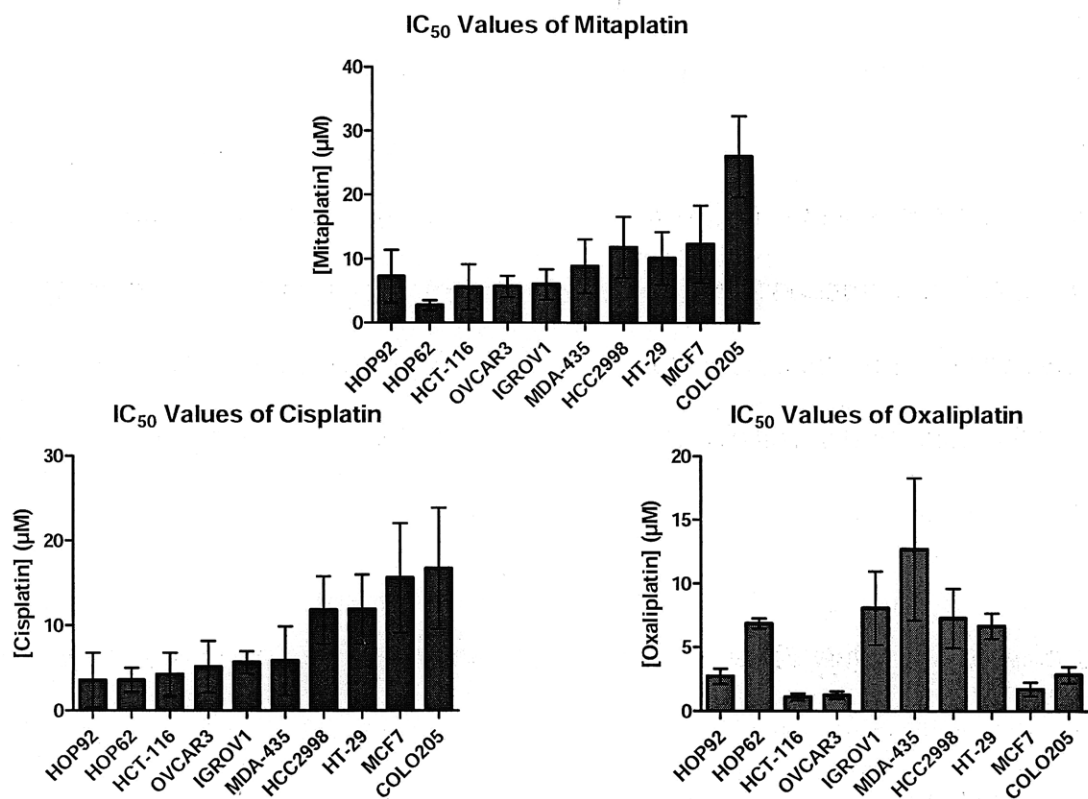 IC50 Values of Mitaplatin
40
30
20
10
0
[Mitaplatin] (µM)
HOP92
HOP62
HCT-116
OVCAR3
IGROV1
MDA-435
HCC2998
HT-29
MCF7
COLO205
IC50 Values of Cisplatin
30
20
10
0
[Cisplatin] (µM)
HOP92
HOP62
HCT-116
OVCAR3
IGROV1
MDA-435
HCC2998
HT-29
MCF7
COLO205
IC50 Values of Oxaliplatin
20
15
10
5
0
[Oxaliplatin] (µM)
HOP92
HOP62
HCT-116
OVCAR3
IGROV1
MDA-435
HCC2998
HT-29
MCF7
COLO205